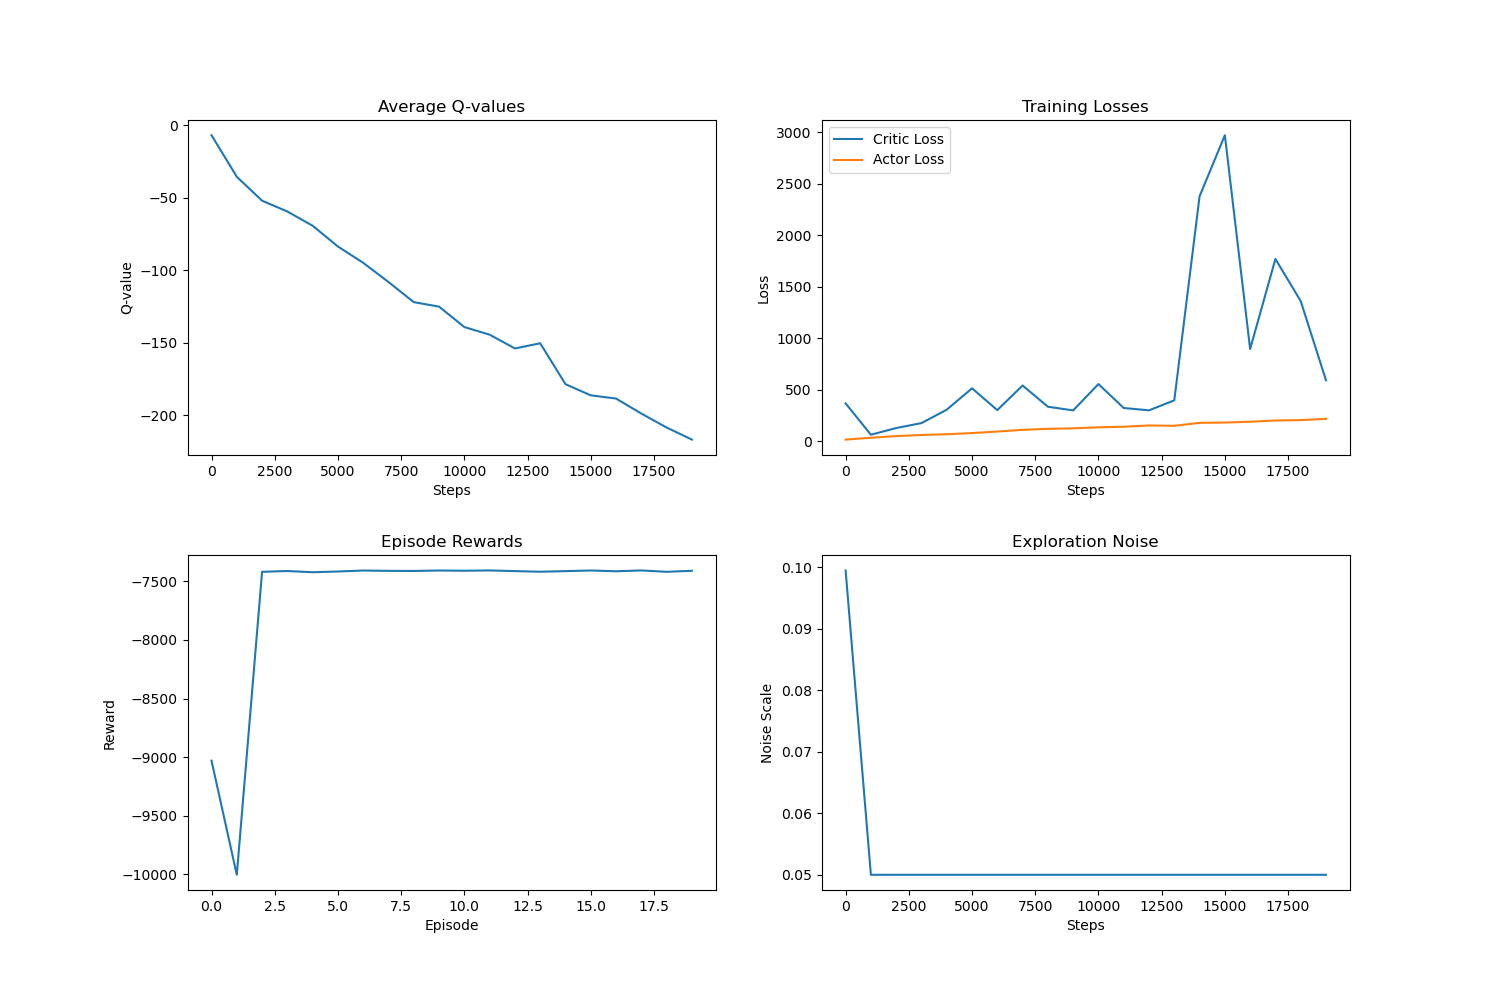 Average Q-values
0
−50
−100
−150
−200
Q-value
0 2500 5000 7500 10000 12500 15000 17500
Steps
Training Losses
Critic Loss
Actor Loss
3000
2500
2000
1500
1000
500
0
Loss
0 2500 5000 7500 10000 12500 15000 17500
Steps
Episode Rewards
−7500
−8000
−8500
−9000
−9500
−10000
Reward
0.0 2.5 5.0 7.5 10.0 12.5 15.0 17.5
Episode
Exploration Noise
0.10
0.09
0.08
0.07
0.06
0.05
Noise Scale
0 2500 5000 7500 10000 12500 15000 17500
Steps